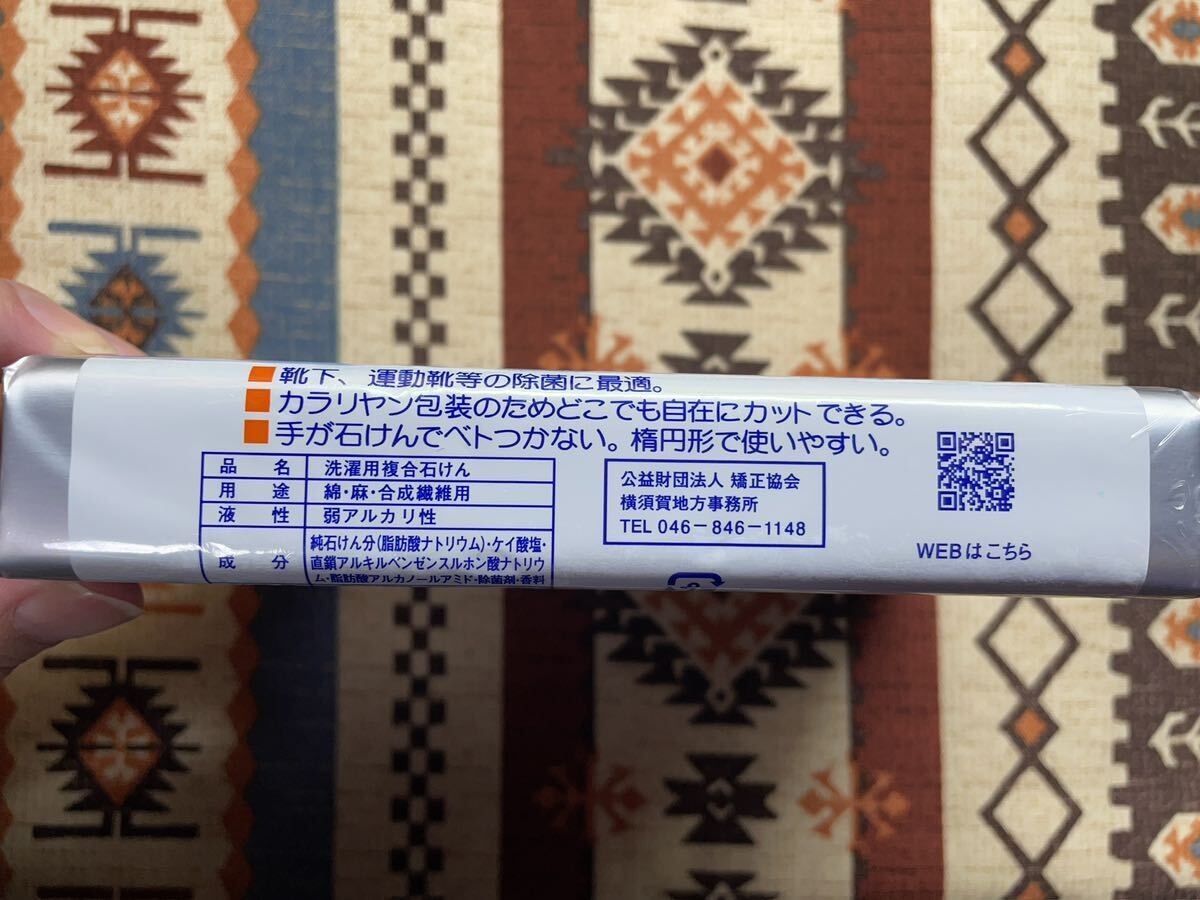 靴下、運動靴等の除菌に最適。
カラリヤン包装のためどこでも自在にカットできる。
手が石けんでベトつかない。楕円形で使いやすい。
品 名 洗濯用複合石けん
用 途 綿・麻・合成繊維用
液 性 弱アルカリ性
成 分 純石けん分(脂肪酸ナトリウム)・ケイ酸塩・
直鎖アルキルベンゼンスルホン酸ナトリウ
ム・脂肪酸アルカノールアミド・除菌剤・香料
公益財団法人 矯正協会
横須賀地方事務所
TEL 046-846-1148
WEBはこちら